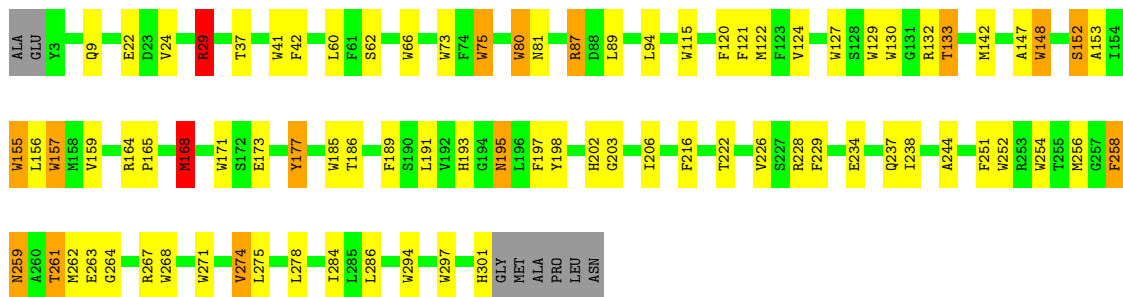 ALA GLU Y3 Q9 E22 D23 V24 R29 T37 W41 F42 L60 F61 S62 W66 W73 F74 W75 W80 N81 R87 D88 L89 L94 W115 F120 F121 M122 F123 V124 W127 S128 W129 W130 G131 R132 T133 M142 A147 W148 S152 A153 I154
W155 L156 W157 M158 V159 R164 P165 M168 W171 S172 E173 Y177 W185 T186 F189 S190 L191 V192 H193 G194 N195 L196 F197 Y198 H202 G203 I206 F216 T222 V226 S227 R228 F229 E234 Q237 I238 A244 F251 W252 R253 W254 T255 M256 G257 F258
N259 A260 T261 M262 E263 G264 R267 W268 W271 V274 L275 L278 I284 L285 L286 W294 W297 H301 GLY MET ALA PRO LEU ASN